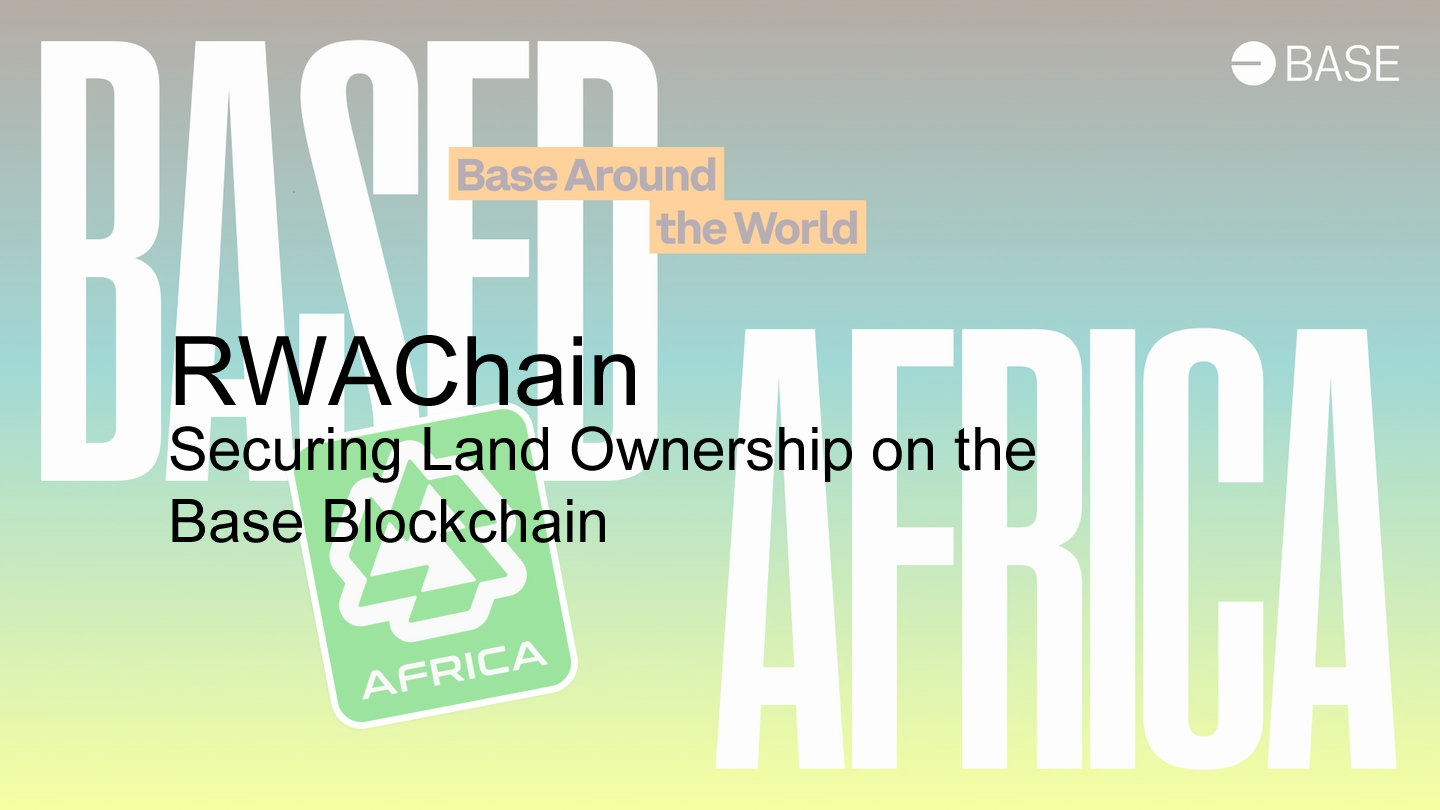 BASED
BASE
Base Around
the World
RWAChain
Securing Land Ownership on the
Base Blockchain
AFRICA
AFRICA